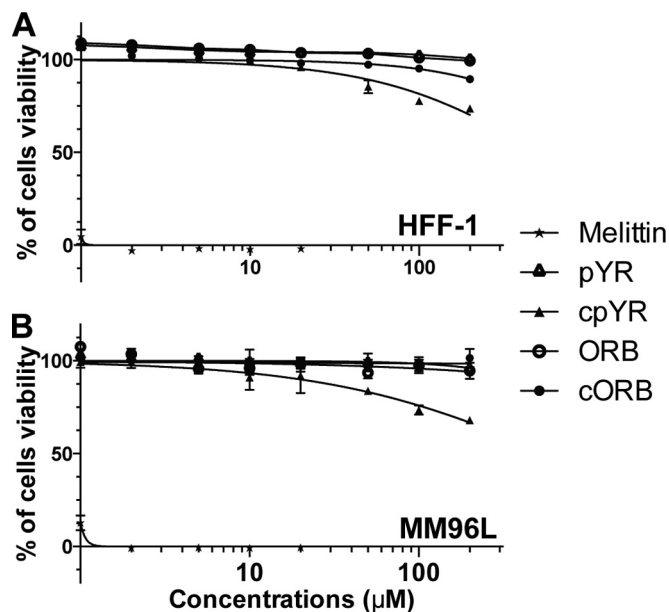 A
% of cells viability
100
50
0
10
100
HFF-1
B
% of cells viability
100
50
0
10
100
MM96L
Concentrations (µM)
Melittin
pYR
cpYR
ORB
cORB